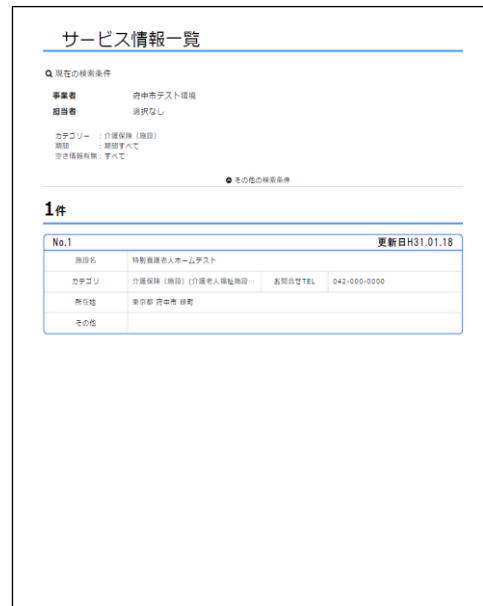 サービス情報一覧
現在の検索条件
事業者 府中市テスト環境
担当者 選択なし
カテゴリー :介護保険(施設)
期間 :期間すべて
空き情報有無:すべて
その他の検索条件
1件
No.1 更新日H31.01.18
施設名 特別養護老人ホームテスト
カテゴリ 介護保険(施設)(介護老人福祉施設… お問合せTEL 042-000-0000
所在地 東京都 府中市 緑町
その他